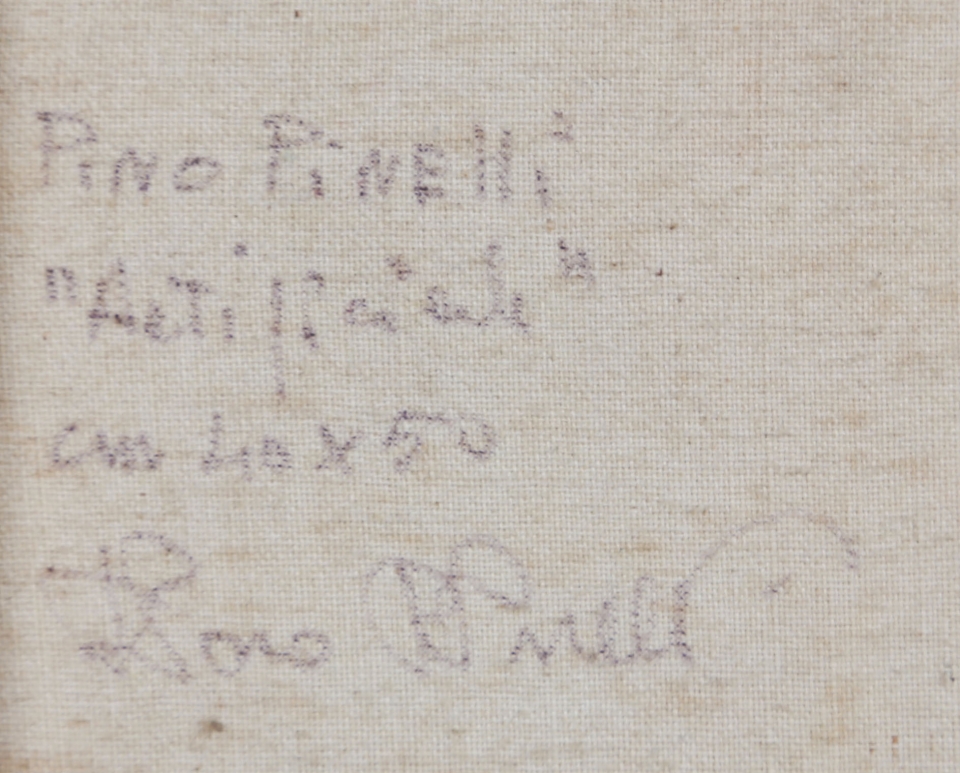 PiNO PiNElli
"Artificiale"
cm 40 x 50
Pino Pinelli